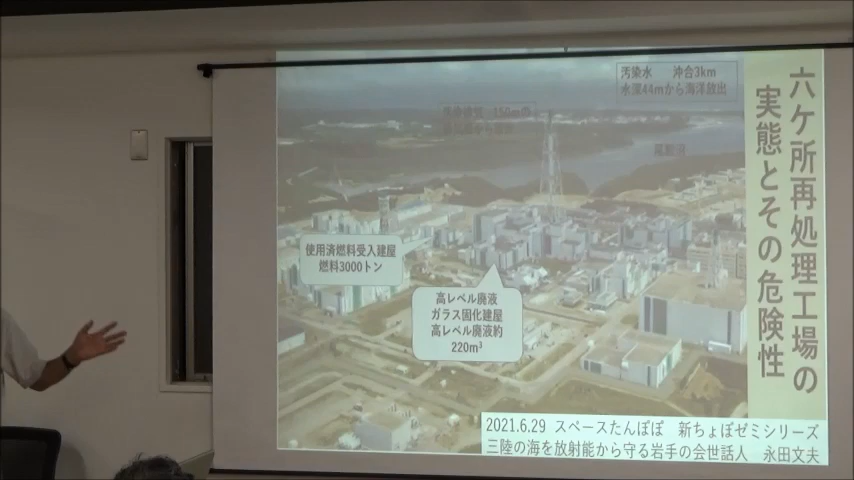 六ケ所再処理工場の
実態とその危険性
汚染水 沖合3km
水深44mから海洋放出
尾駮沼
使用済燃料受入建屋
燃料3000トン
高レベル廃液
ガラス固化建屋
高レベル廃液約
220m³
2021.6.29 スペースたんぽぽ 新ちょぼゼミシリーズ
三陸の海を放射能から守る岩手の会世話人 永田文夫